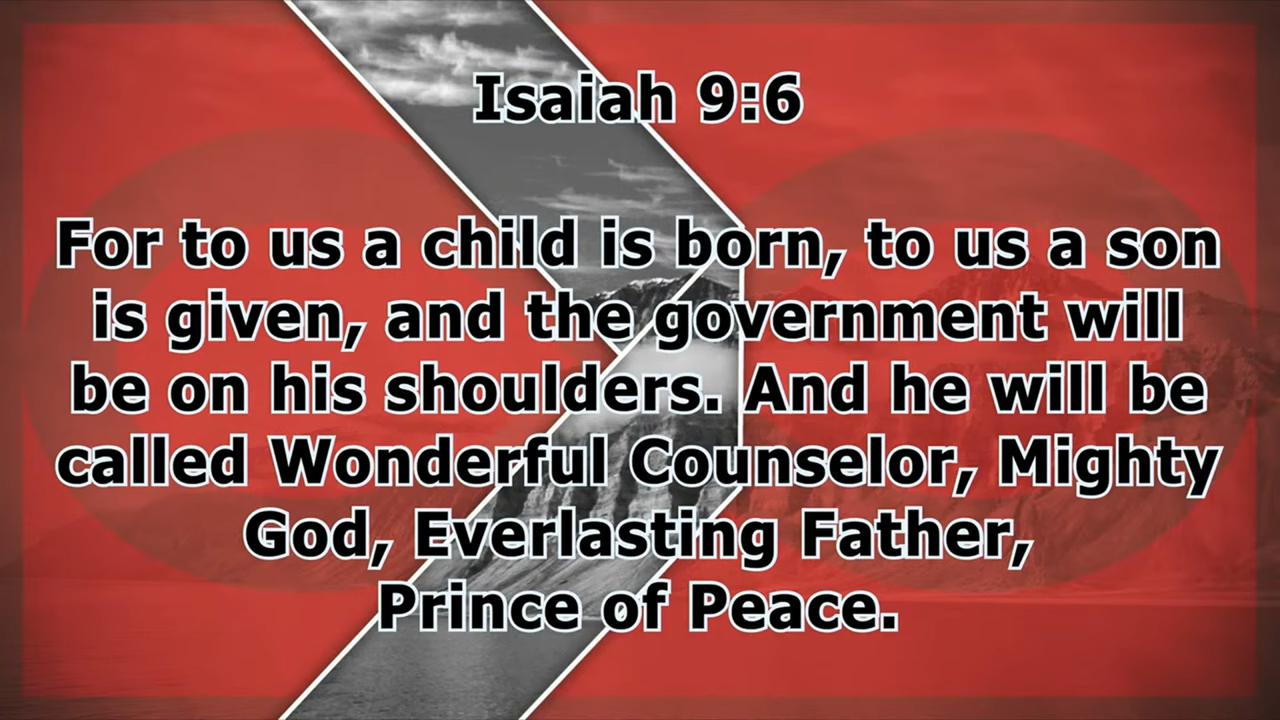 Isaiah 9:6
For to us a child is born, to us a son
is given, and the government will
be on his shoulders. And he will be
called Wonderful Counselor, Mighty
God, Everlasting Father,
Prince of Peace.